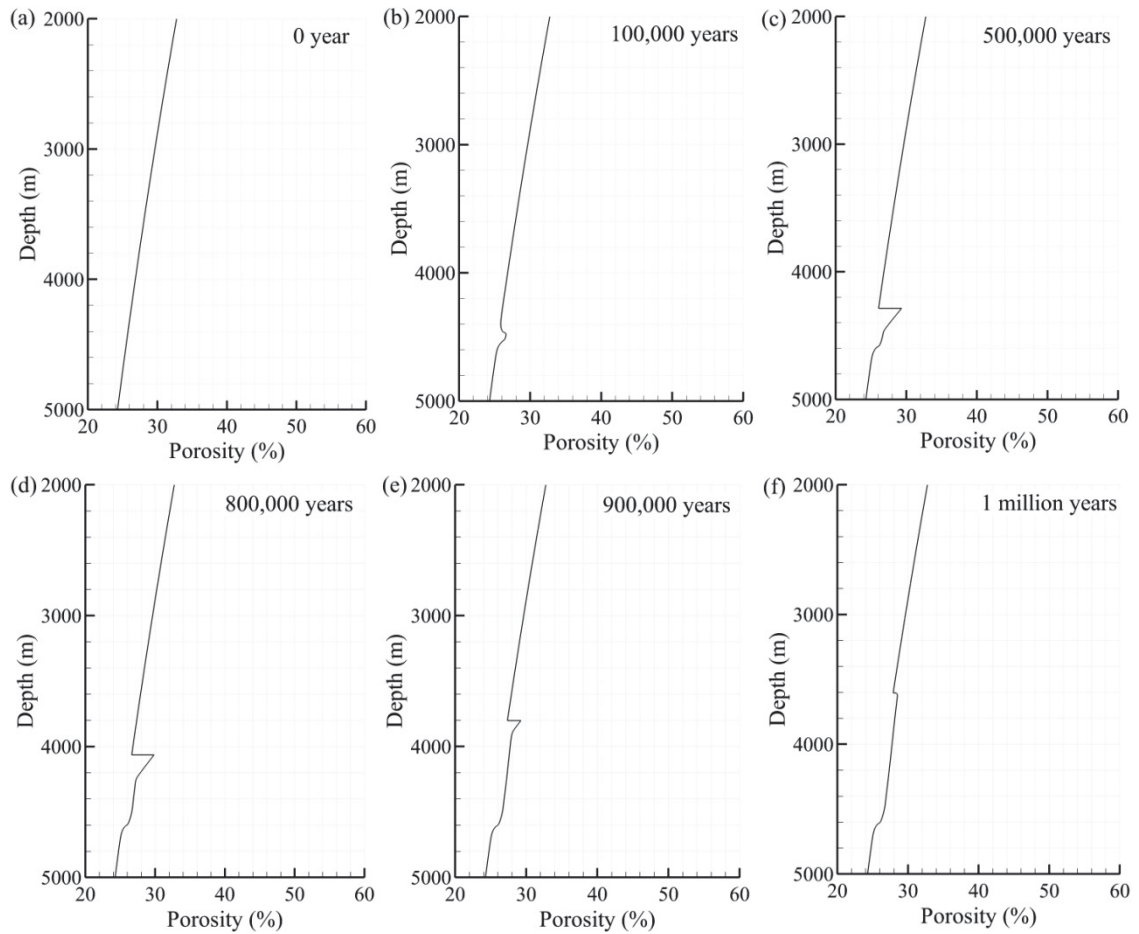 (a)
0 year
2000
3000
4000
5000
Depth (m)
20 30 40 50 60
Porosity (%)
(b)
100,000 years
2000
3000
4000
5000
Depth (m)
20 30 40 50 60
Porosity (%)
(c)
500,000 years
2000
3000
4000
5000
Depth (m)
20 30 40 50 60
Porosity (%)
(d)
800,000 years
2000
3000
4000
5000
Depth (m)
20 30 40 50 60
Porosity (%)
(e)
900,000 years
2000
3000
4000
5000
Depth (m)
20 30 40 50 60
Porosity (%)
(f)
1 million years
2000
3000
4000
5000
Depth (m)
20 30 40 50 60
Porosity (%)